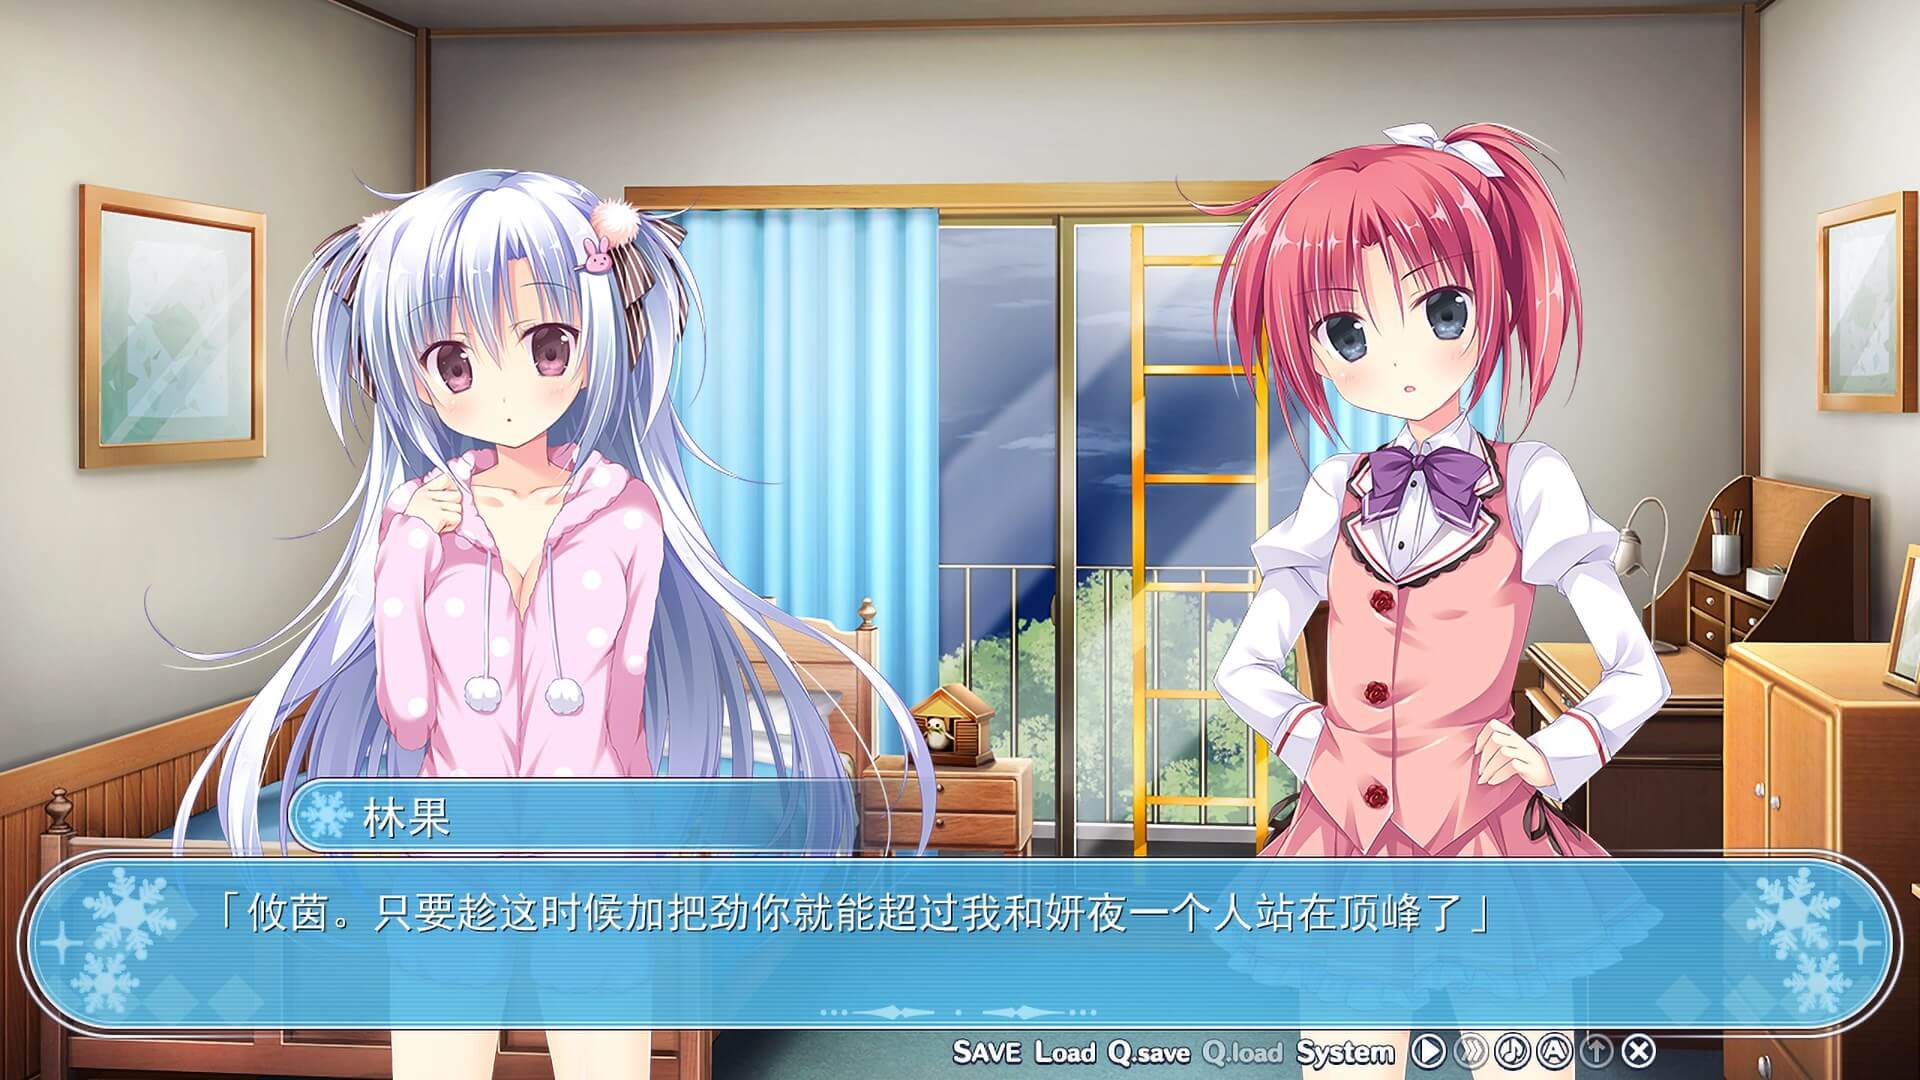 林果
「攸茵。只要趁这时候加把劲你就能超过我和妍夜一个人站在顶峰了」
SAVE Load Q.save Q.load System